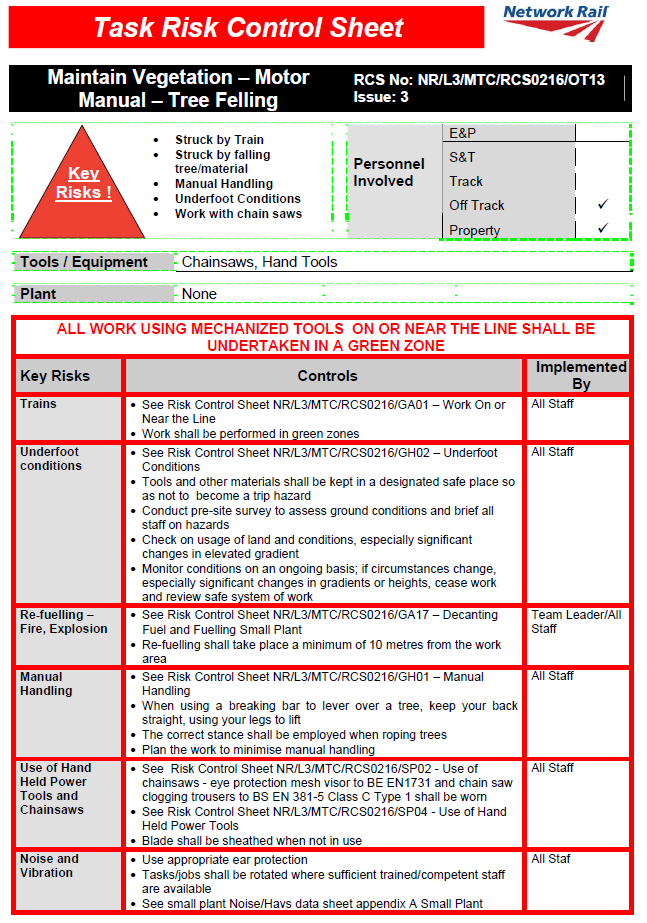 Task Risk Control Sheet
Network Rail
Maintain Vegetation – Motor
Manual – Tree Felling
RCS No: NR/L3/MTC/RCS0216/OT13
Issue: 3
Key
Risks !
• Struck by Train
• Struck by falling
tree/material
• Manual Handling
• Underfoot Conditions
• Work with chain saws
Personnel
Involved
E&P
S&T
Track
Off Track ✓
Property ✓
Tools / Equipment Chainsaws, Hand Tools
Plant None
ALL WORK USING MECHANIZED TOOLS ON OR NEAR THE LINE SHALL BE
UNDERTAKEN IN A GREEN ZONE
Key Risks
Controls
Implemented
By
Trains
• See Risk Control Sheet NR/L3/MTC/RCS0216/GA01 – Work On or
Near the Line
• Work shall be performed in green zones
All Staff
Underfoot
conditions
• See Risk Control Sheet NR/L3/MTC/RCS0216/GH02 – Underfoot
Conditions
• Tools and other materials shall be kept in a designated safe place so
as not to become a trip hazard
• Conduct pre-site survey to assess ground conditions and brief all
staff on hazards
• Check on usage of land and conditions, especially significant
changes in elevated gradient
• Monitor conditions on an ongoing basis; if circumstances change,
especially significant changes in gradients or heights, cease work
and review safe system of work
All Staff
Re-fuelling –
Fire, Explosion
• See Risk Control Sheet NR/L3/MTC/RCS0216/GA17 – Decanting
Fuel and Fuelling Small Plant
• Re-fuelling shall take place a minimum of 10 metres from the work
area
Team Leader/All
Staff
Manual
Handling
• See Risk Control Sheet NR/L3/MTC/RCS0216/GH01 – Manual
Handling
• When using a breaking bar to lever over a tree, keep your back
straight, using your legs to lift
• The correct stance shall be employed when roping trees
• Plan the work to minimise manual handling
All Staff
Use of Hand
Held Power
Tools and
Chainsaws
• See Risk Control Sheet NR/L3/MTC/RCS0216/SP02 - Use of
chainsaws - eye protection mesh visor to BE EN1731 and chain saw
clogging trousers to BS EN 381-5 Class C Type 1 shall be worn
• See Risk Control Sheet NR/L3/MTC/RCS0216/SP04 - Use of Hand
Held Power Tools
• Blade shall be sheathed when not in use
All Staff
Noise and
Vibration
• Use appropriate ear protection
• Tasks/jobs shall be rotated where sufficient trained/competent staff
are available
• See small plant Noise/Havs data sheet appendix A Small Plant
All Staf